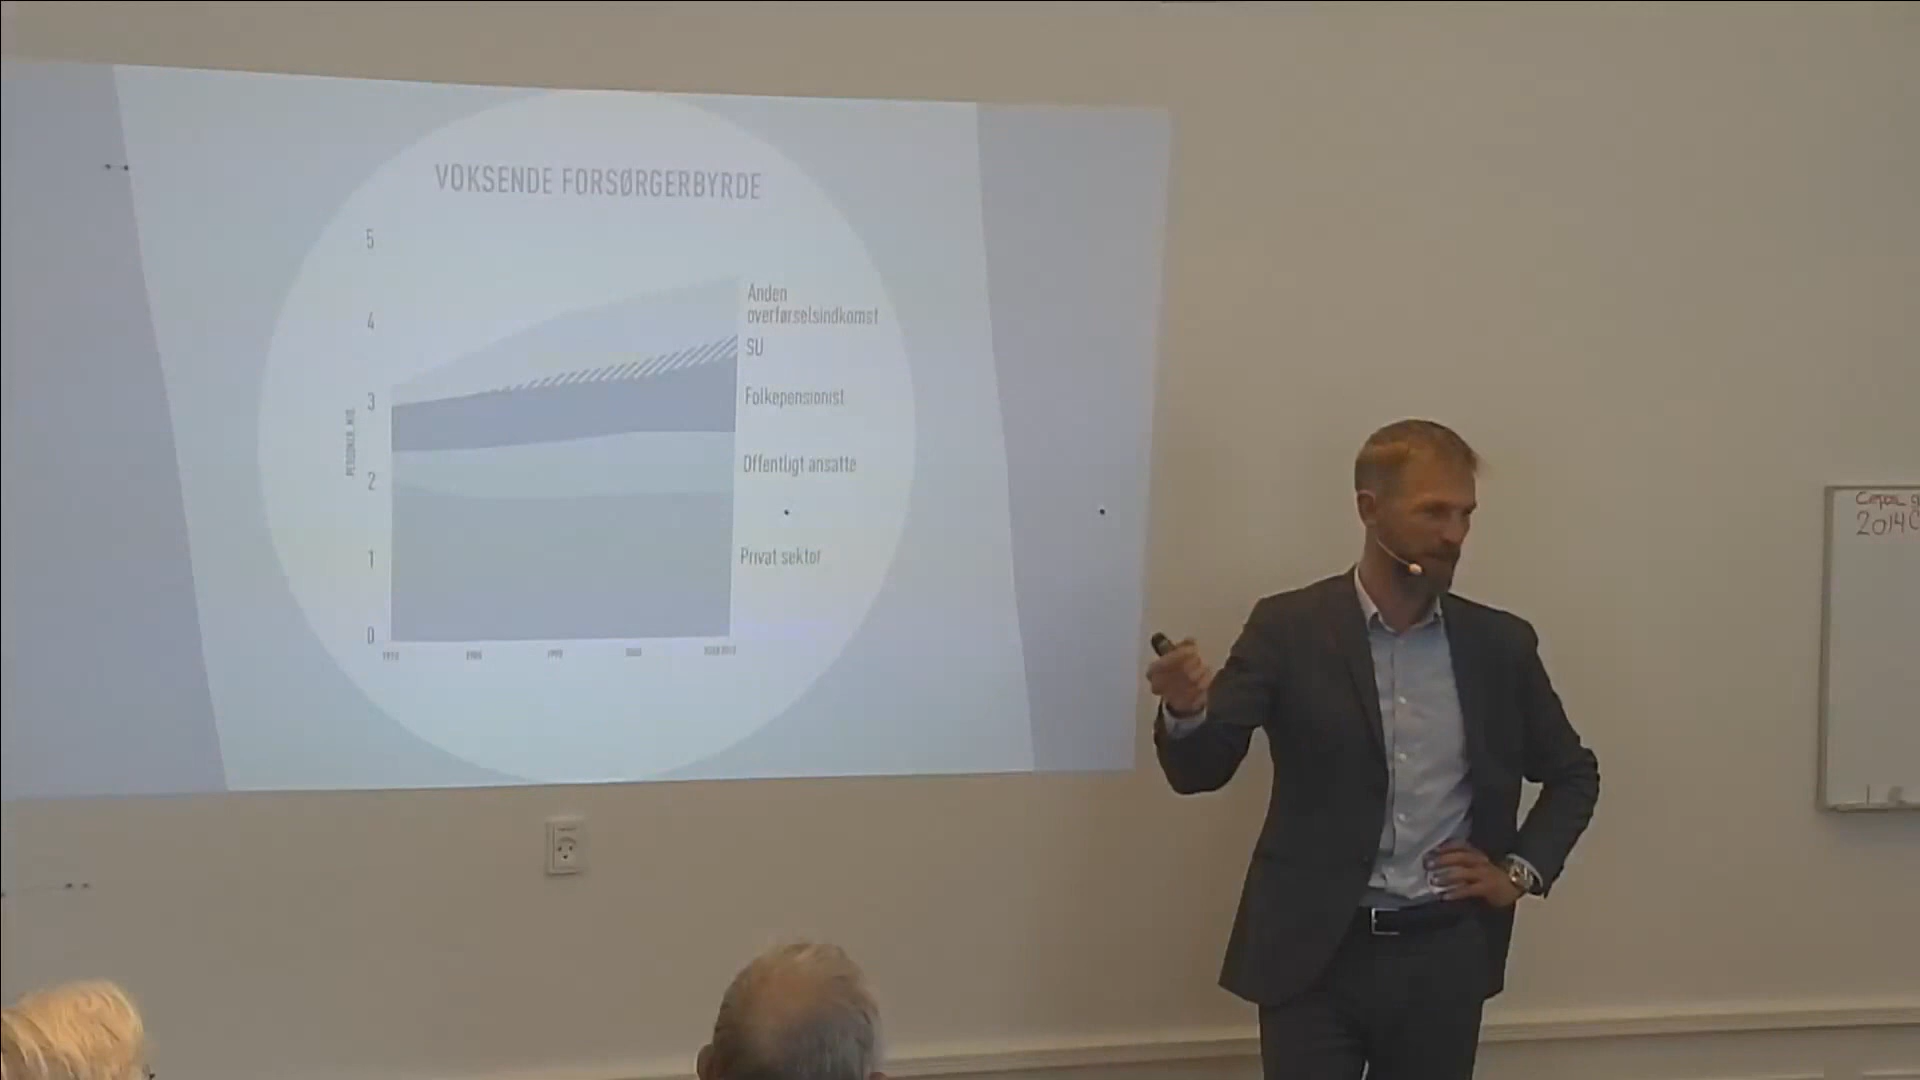 VOKSENDE FORSØRGERBYRDE
5
4
3
2
1
0
Anden
overførselsindkomst
SU
Folkepensionist
Offentligt ansatte
Privat sektor
2014